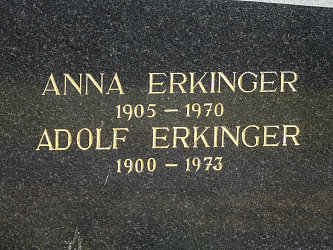 ANNA ERKINGER
1905 – 1970
ADOLF ERKINGER
1900 – 1973